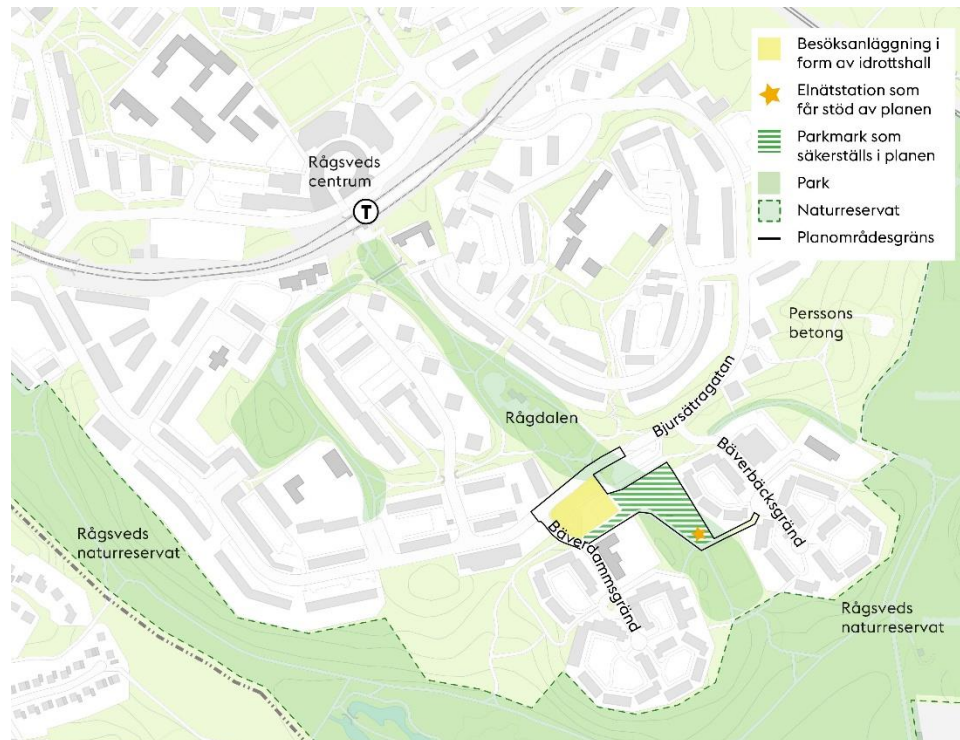 Besöksanläggning i
form av idrottshall
Elnätstation som
får stöd av planen
Parkmark som
säkerställs i planen
Park
Naturreservat
Planområdesgräns
Rågsveds
centrum
T
Perssons
betong
Rågdalen
Bjursätragatan
Bäverbäcksgränd
Bäverdammsgränd
Rågsveds
naturreservat
Rågsveds
naturreservat